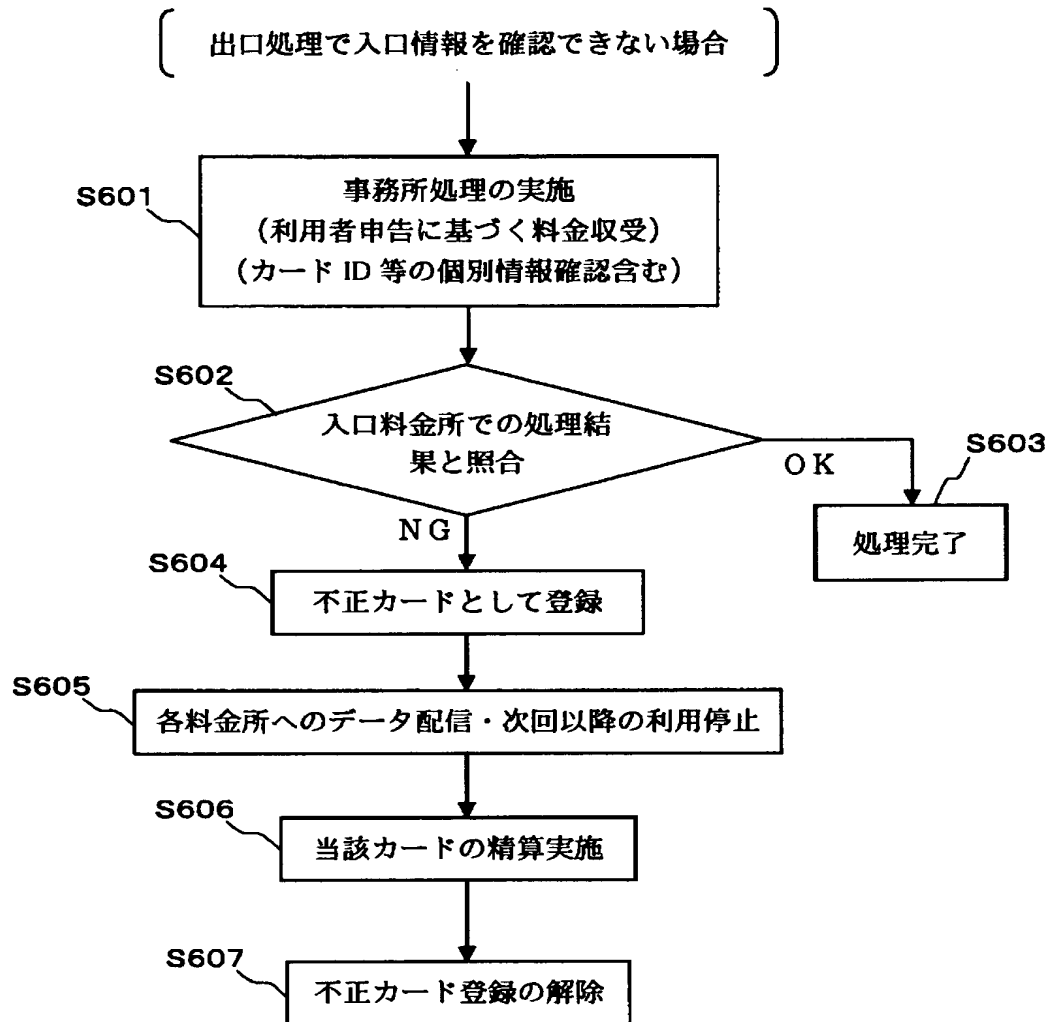 出口処理で入口情報を確認できない場合
S601
事務所処理の実施
（利用者申告に基づく料金収受）
（カード ID 等の個別情報確認含む）
S602
入口料金所での処理結
果と照合
OK
S603
処理完了
NG
S604
不正カードとして登録
S605
各料金所へのデータ配信・次回以降の利用停止
S606
当該カードの精算実施
S607
不正カード登録の解除